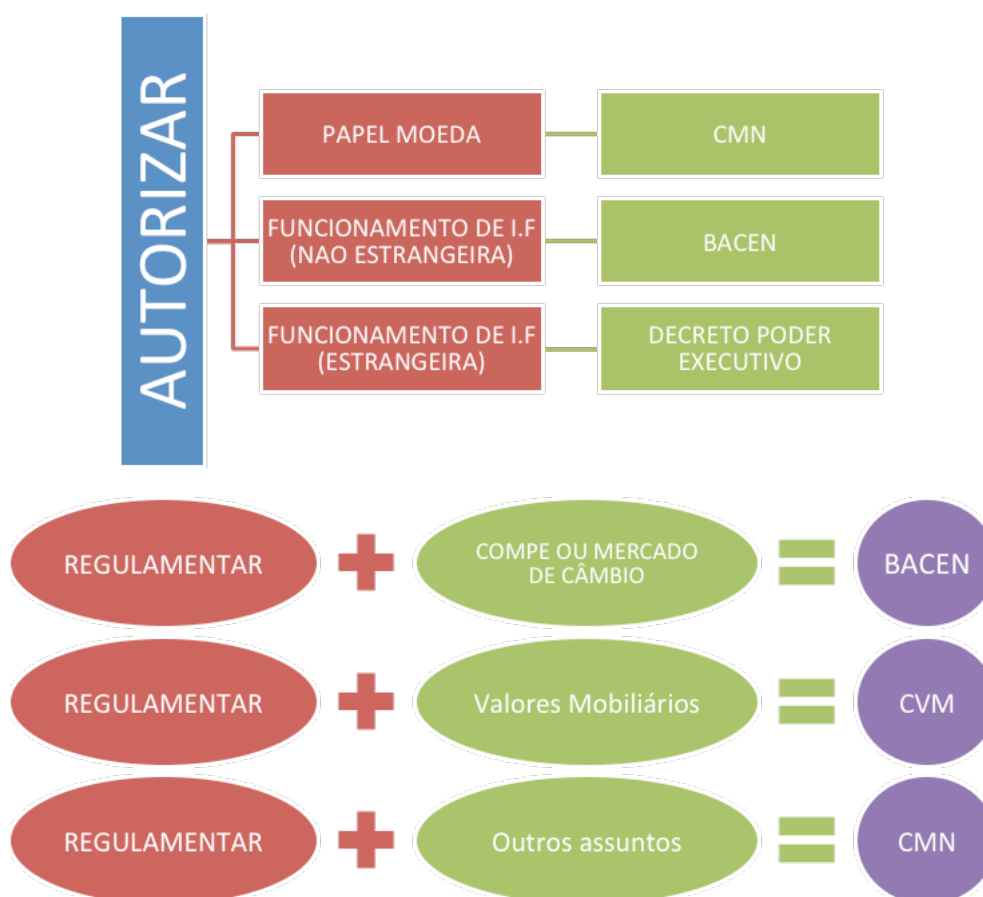 AUTORIZAR
PAPEL MOEDA
CMN
FUNCIONAMENTO DE I.F
(NAO ESTRANGEIRA)
BACEN
FUNCIONAMENTO DE I.F
(ESTRANGEIRA)
DECRETO PODER
EXECUTIVO
REGULAMENTAR
COMPE OU MERCADO
DE CÂMBIO
BACEN
REGULAMENTAR
Valores Mobiliários
CVM
REGULAMENTAR
Outros assuntos
CMN